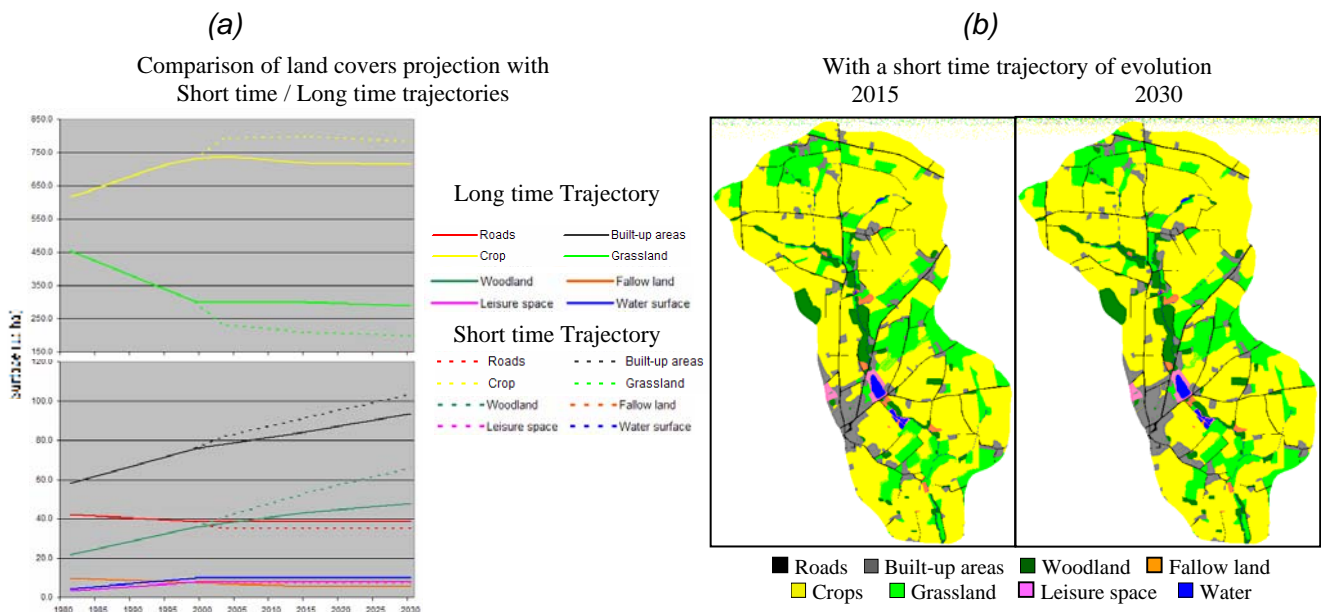 (a)
Comparison of land covers projection with
Short time / Long time trajectories
850.0
750.0
650.0
550.0
450.0
350.0
250.0
150.0
120.0
100.0
80.0
60.0
40.0
20.0
0.0
1980 1985 1990 1995 2000 2005 2010 2015 2020 2025 2030
Long time Trajectory
Roads Built-up areas
Crop Grassland
Woodland Fallow land
Leisure space Water surface
Short time Trajectory
Roads Built-up areas
Crop Grassland
Woodland Fallow land
Leisure space Water surface
(b)
With a short time trajectory of evolution
2015 2030
Roads Built-up areas Woodland Fallow land
Crops Grassland Leisure space Water